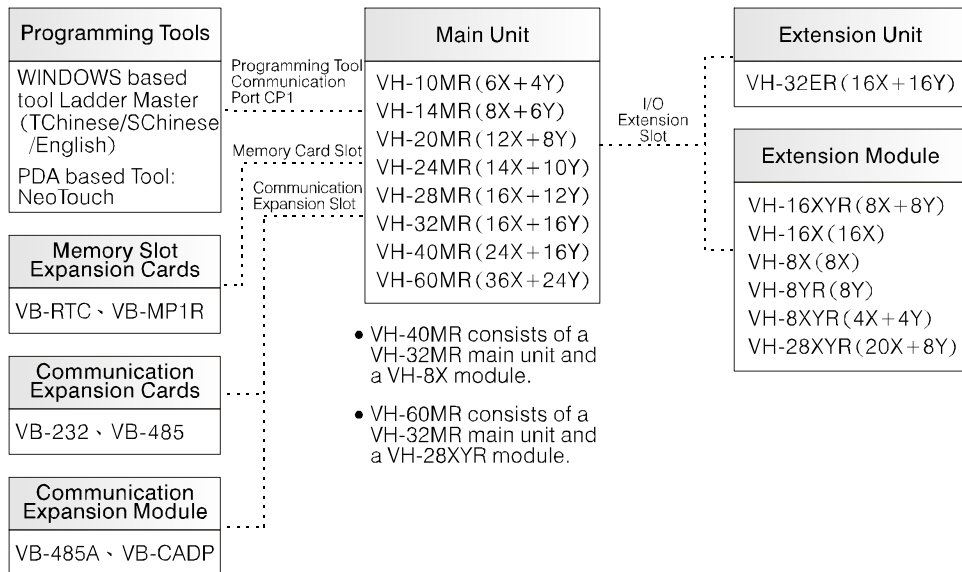 Programming Tools
WINDOWS based
tool Ladder Master
(TChinese/SChinese
/English)
PDA based Tool:
NeoTouch
Memory Slot
Expansion Cards
VB-RTC、VB-MP1R
Communication
Expansion Cards
VB-232、VB-485
Communication
Expansion Module
VB-485A、VB-CADP
Programming Tool
Communication
Port CP1
Memory Card Slot
Communication
Expansion Slot
Main Unit
VH-10MR(6X+4Y)
VH-14MR(8X+6Y)
VH-20MR(12X+8Y)
VH-24MR(14X+10Y)
VH-28MR(16X+12Y)
VH-32MR(16X+16Y)
VH-40MR(24X+16Y)
VH-60MR(36X+24Y)
● VH-40MR consists of a
VH-32MR main unit and
a VH-8X module.
● VH-60MR consists of a
VH-32MR main unit and
a VH-28XYR module.
I/O
Extension
Slot
Extension Unit
VH-32ER(16X+16Y)
Extension Module
VH-16XYR(8X+8Y)
VH-16X(16X)
VH-8X(8X)
VH-8YR(8Y)
VH-8XYR(4X+4Y)
VH-28XYR(20X+8Y)